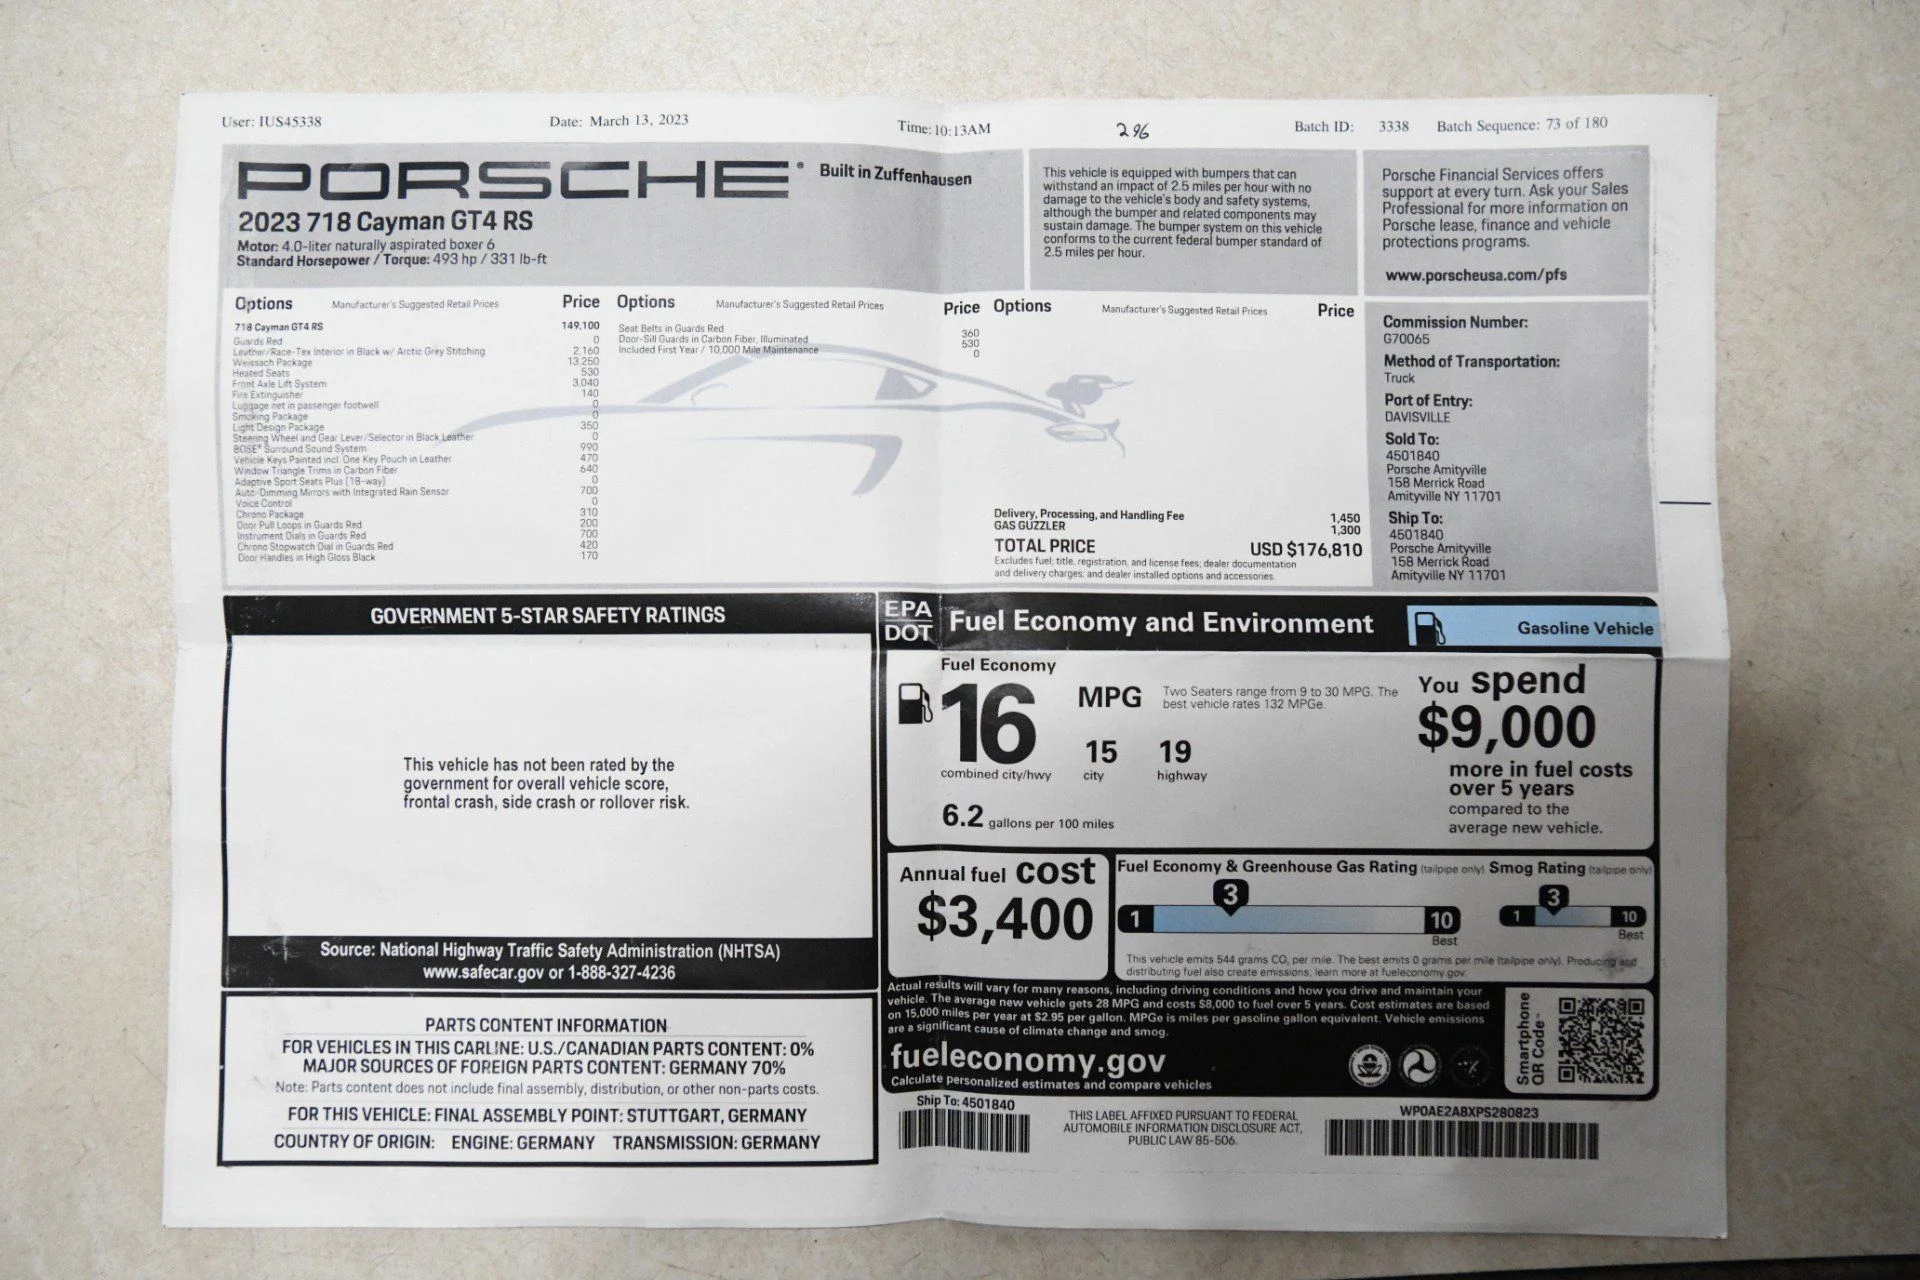 User: IUS45338 Date: March 13, 2023 Time: 10:13AM 296 Batch ID: 3338 Batch Sequence: 73 of 180
PORSCHE® Built in Zuffenhausen
2023 718 Cayman GT4 RS
Motor: 4.0-liter naturally aspirated boxer 6
Standard Horsepower / Torque: 493 hp / 331 lb-ft
This vehicle is equipped with bumpers that can
withstand an impact of 2.5 miles per hour with no
damage to the vehicle's body and safety systems,
although the bumper and related components may
sustain damage. The bumper system on this vehicle
conforms to the current federal bumper standard of
2.5 miles per hour.
Porsche Financial Services offers
support at every turn. Ask your Sales
Professional for more information on
Porsche lease, finance and vehicle
protections programs.
www.porscheusa.com/pfs
Options Manufacturer's Suggested Retail Prices Price
718 Cayman GT4 RS 149,100
Guards Red 0
Leather/Race-Tex Interior in Black w/ Arctic Grey Stitching 2,160
Weissach Package 13,250
Heated Seats 530
Front Axle Lift System 3,040
Fire Extinguisher 140
Luggage net in passenger footwell 0
Smoking Package 0
Light Design Package 350
Steering Wheel and Gear Lever/Selector in Black Leather 0
BOSE® Surround Sound System 990
Vehicle Keys Painted incl. One Key Pouch in Leather 470
Window Triangle Trims in Carbon Fiber 640
Adaptive Sport Seats Plus (18-way) 0
Auto-Dimming Mirrors with Integrated Rain Sensor 700
Voice Control 0
Chrono Package 310
Door Pull Loops in Guards Red 200
Instrument Dials in Guards Red 700
Chrono Stopwatch Dial in Guards Red 420
Door Handles in High Gloss Black 170
Options Manufacturer's Suggested Retail Prices Price
Seat Belts in Guards Red 360
Door-Sill Guards in Carbon Fiber, Illuminated 530
Included First Year / 10,000 Mile Maintenance 0
Options Manufacturer's Suggested Retail Prices Price
Delivery, Processing, and Handling Fee 1,450
GAS GUZZLER 1,300
TOTAL PRICE USD $176,810
Excludes fuel; title, registration, and license fees; dealer documentation
and delivery charges; and dealer installed options and accessories.
Commission Number:
G70065
Method of Transportation:
Truck
Port of Entry:
DAVISVILLE
Sold To:
4501840
Porsche Amityville
158 Merrick Road
Amityville NY 11701
Ship To:
4501840
Porsche Amityville
158 Merrick Road
Amityville NY 11701
GOVERNMENT 5-STAR SAFETY RATINGS
This vehicle has not been rated by the
government for overall vehicle score,
frontal crash, side crash or rollover risk.
Source: National Highway Traffic Safety Administration (NHTSA)
www.safecar.gov or 1-888-327-4236
PARTS CONTENT INFORMATION
FOR VEHICLES IN THIS CARLINE: U.S./CANADIAN PARTS CONTENT: 0%
MAJOR SOURCES OF FOREIGN PARTS CONTENT: GERMANY 70%
Note: Parts content does not include final assembly, distribution, or other non-parts costs.
FOR THIS VEHICLE: FINAL ASSEMBLY POINT: STUTTGART, GERMANY
COUNTRY OF ORIGIN: ENGINE: GERMANY TRANSMISSION: GERMANY
EPA
DOT
Fuel Economy and Environment
Gasoline Vehicle
Fuel Economy
16 MPG
combined city/hwy
15 city
19 highway
6.2 gallons per 100 miles
Two Seaters range from 9 to 30 MPG. The
best vehicle rates 132 MPGe.
You spend
$9,000
more in fuel costs
over 5 years
compared to the
average new vehicle.
Annual fuel cost
$3,400
Fuel Economy & Greenhouse Gas Rating (tailpipe only)
3
1 10
Best
Smog Rating (tailpipe only)
3
1 10
Best
This vehicle emits 544 grams CO₂ per mile. The best emits 0 grams per mile (tailpipe only). Producing and
distributing fuel also create emissions; learn more at fueleconomy.gov.
Actual results will vary for many reasons, including driving conditions and how you drive and maintain your
vehicle. The average new vehicle gets 28 MPG and costs $8,000 to fuel over 5 years. Cost estimates are based
on 15,000 miles per year at $2.95 per gallon. MPGe is miles per gasoline gallon equivalent. Vehicle emissions
are a significant cause of climate change and smog.
fueleconomy.gov
Calculate personalized estimates and compare vehicles
Smartphone
QR Code™
Ship To: 4501840
THIS LABEL AFFIXED PURSUANT TO FEDERAL
AUTOMOBILE INFORMATION DISCLOSURE ACT,
PUBLIC LAW 85-506.
WP0AE2A8XPS280823